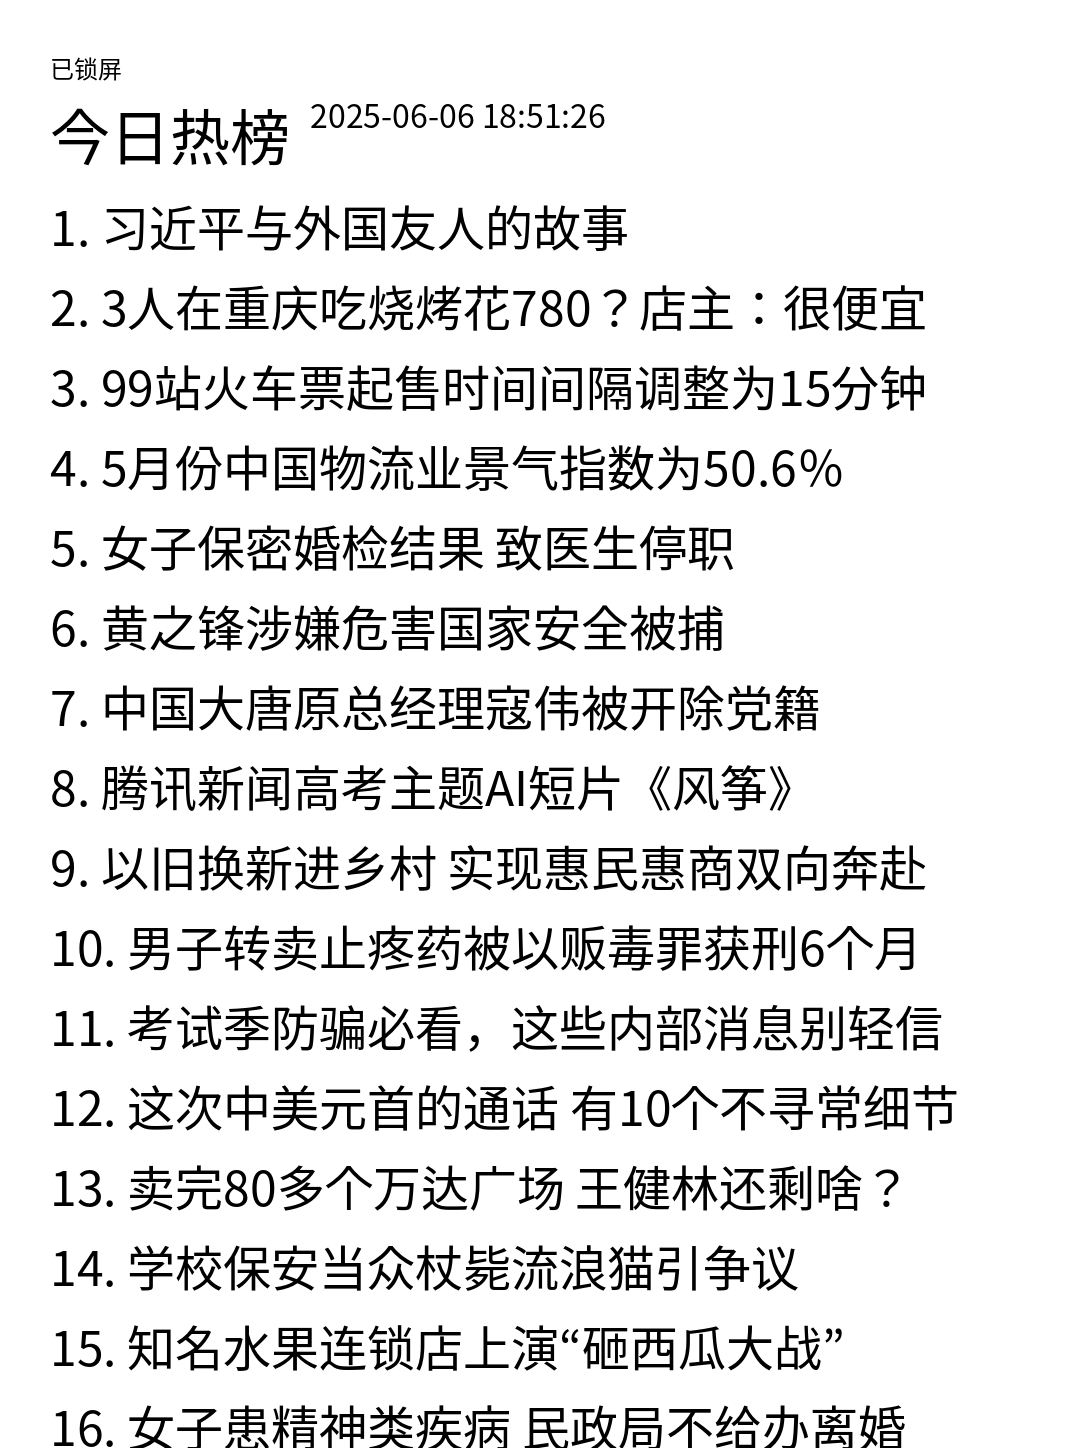 已锁屏
今日热榜 2025-06-06 18:51:26
1. 习近平与外国友人的故事
2. 3人在重庆吃烧烤花780？店主：很便宜
3. 99站火车票起售时间间隔调整为15分钟
4. 5月份中国物流业景气指数为50.6%
5. 女子保密婚检结果 致医生停职
6. 黄之锋涉嫌危害国家安全被捕
7. 中国大唐原总经理寇伟被开除党籍
8. 腾讯新闻高考主题AI短片《风筝》
9. 以旧换新进乡村 实现惠民惠商双向奔赴
10. 男子转卖止疼药被以贩毒罪获刑6个月
11. 考试季防骗必看，这些内部消息别轻信
12. 这次中美元首的通话 有10个不寻常细节
13. 卖完80多个万达广场 王健林还剩啥？
14. 学校保安当众杖毙流浪猫引争议
15. 知名水果连锁店上演“砸西瓜大战”
16. 女子患精神类疾病 民政局不给办离婚